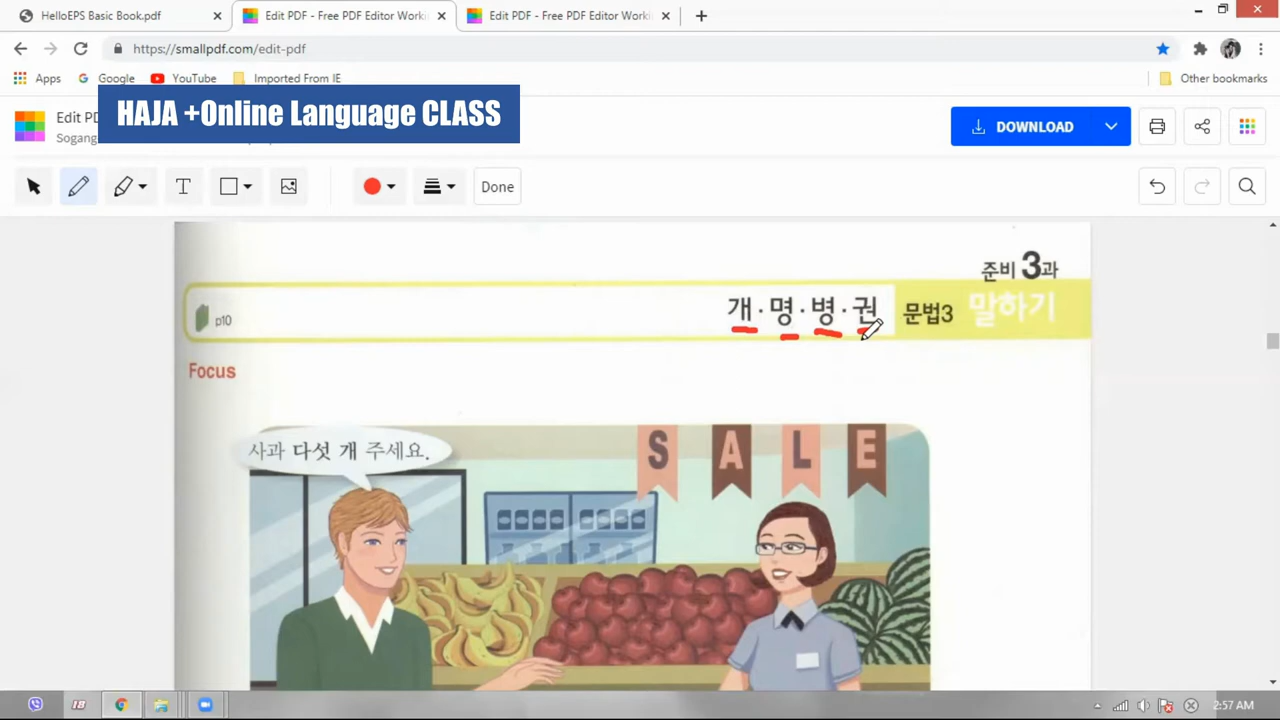 HelloEPS Basic Book.pdf
Edit PDF - Free PDF Editor Worki
Edit PDF - Free PDF Editor Worki
https://smallpdf.com/edit-pdf
Apps
Google
YouTube
Imported From IE
Other bookmarks
HAJA +Online Language CLASS
Edit PD
Sogang
DOWNLOAD
T
Done
준비 3과
p10
개·명·병·권
문법3
말하기
Focus
사과 다섯 개 주세요.
SALE
2:57 AM